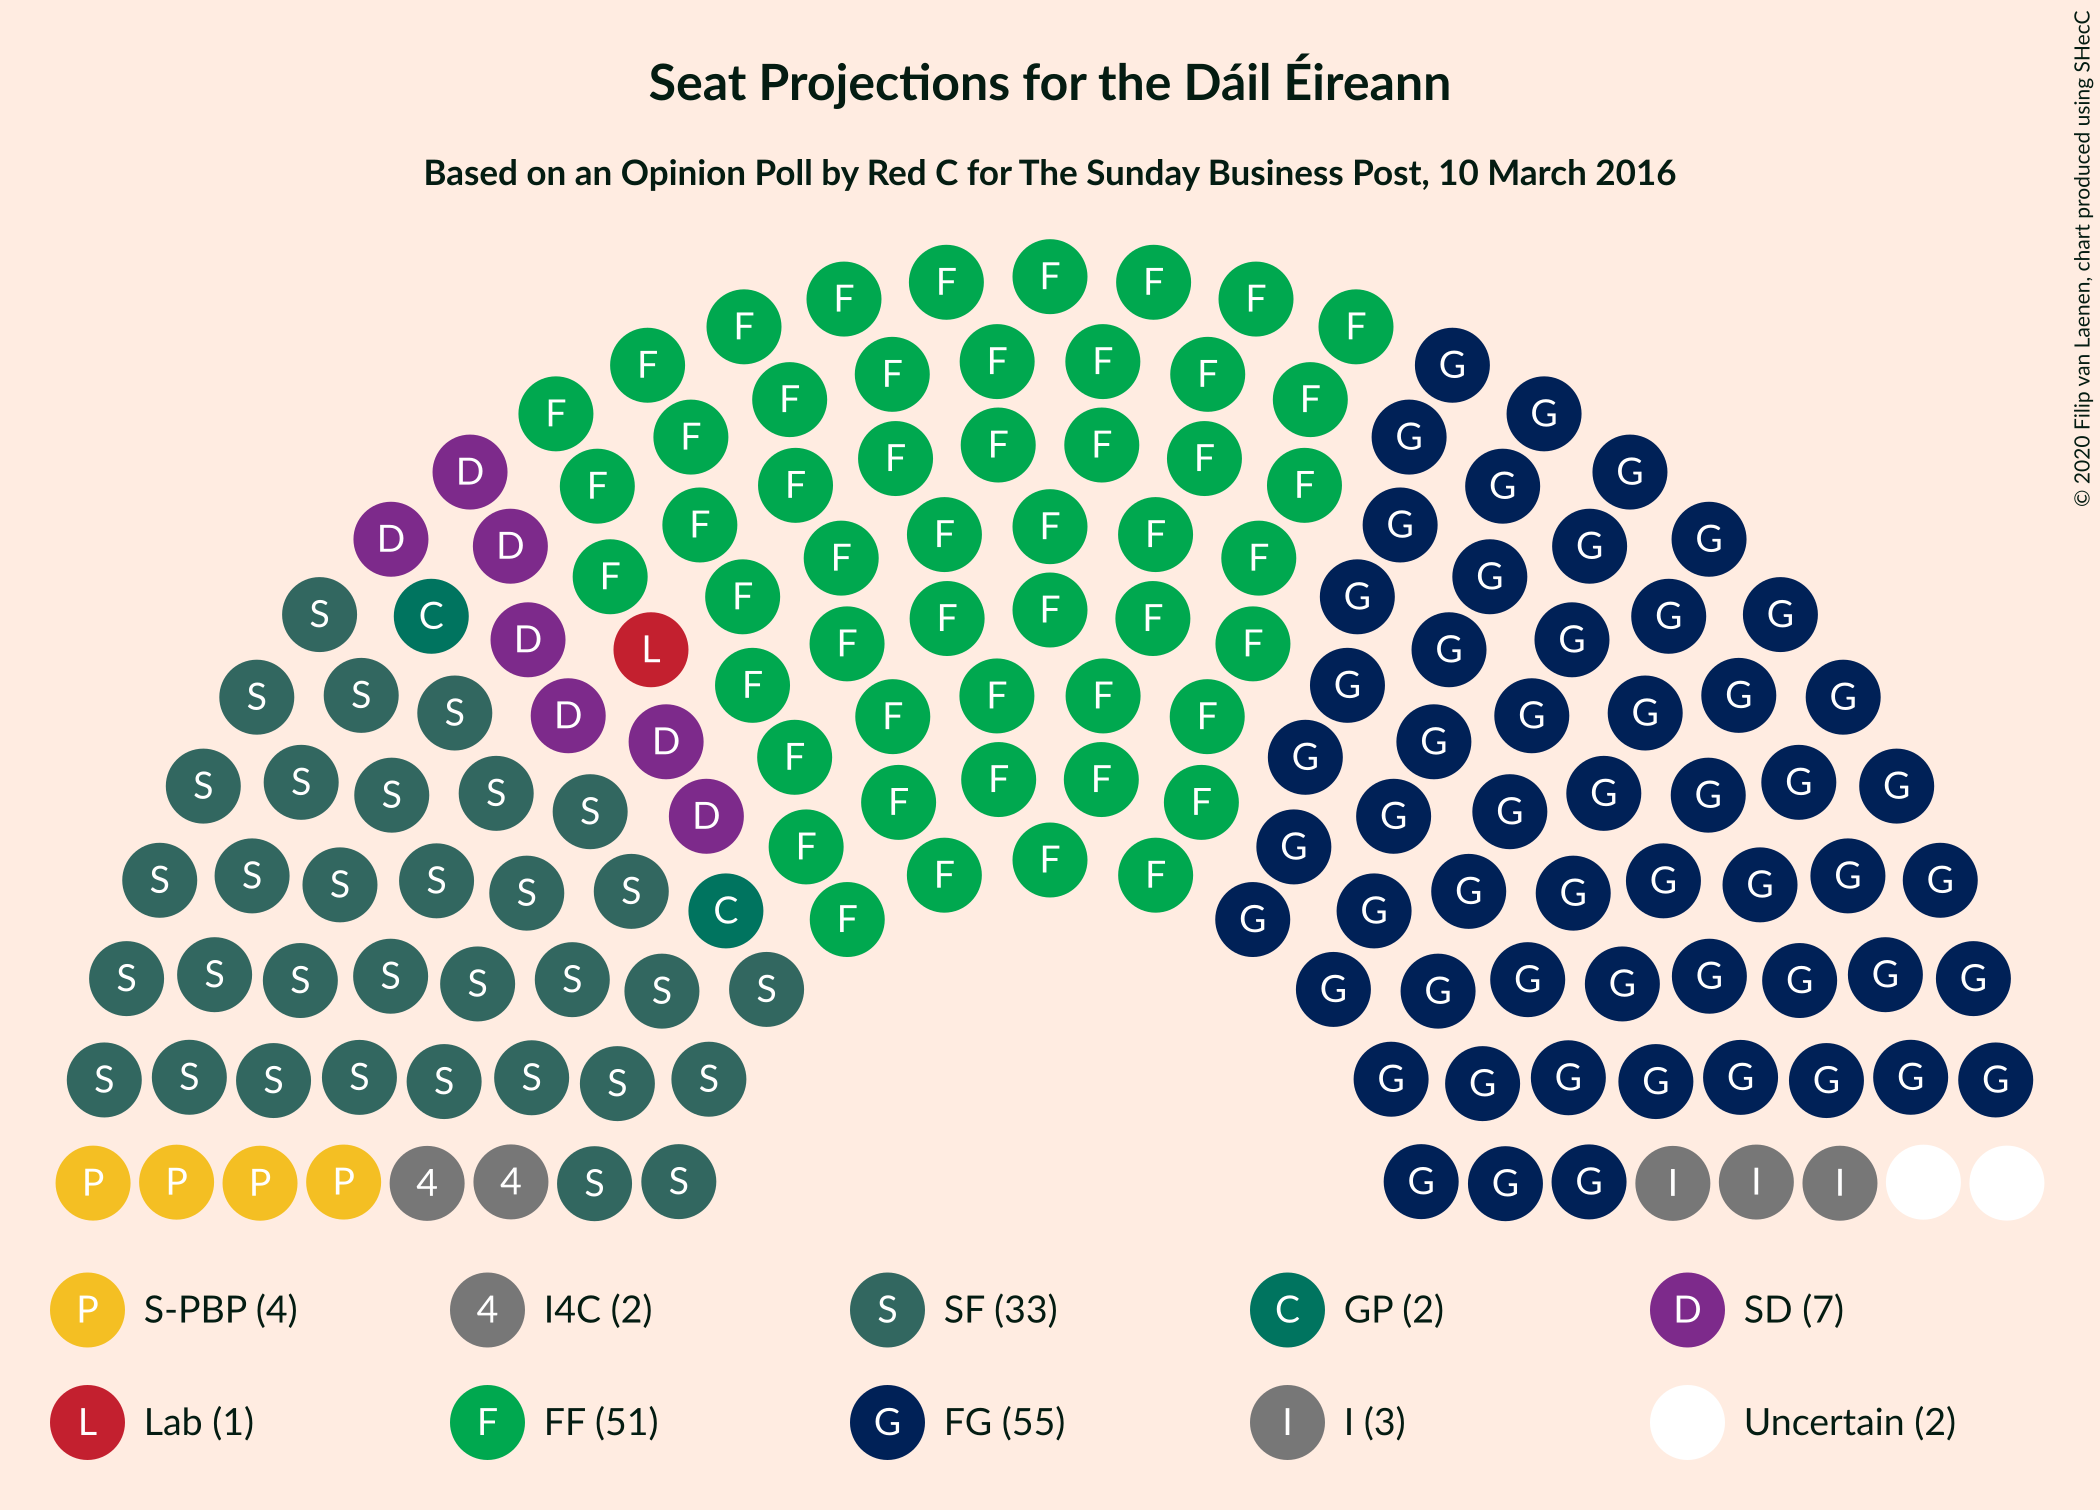 Seat Projections for the Dáil Éireann
Based on an Opinion Poll by Red C for The Sunday Business Post, 10 March 2016
© 2020 Filip van Laenen, chart produced using SHecC
F F F F F
F F F F F F F F
F F F F F G
F F F G G
F F F F F F G G
D F F F F G G
F F F F F G
D D F F F G G G
S C D F F F F F G G G G
D L F F G G
S S S D F F F F G G G G
D F F G G
S S S S S D F F F F G G G G G G
S S S S S S F F G G G G G G G
C F F F F G G
S S S S S S S S G G G G G G G G
S S S S S S S S G G G G G G G G
P P P P 4 4 S S G G G I I I
P S-PBP (4) 4 I4C (2) S SF (33) C GP (2) D SD (7)
L Lab (1) F FF (51) G FG (55) I I (3) Uncertain (2)